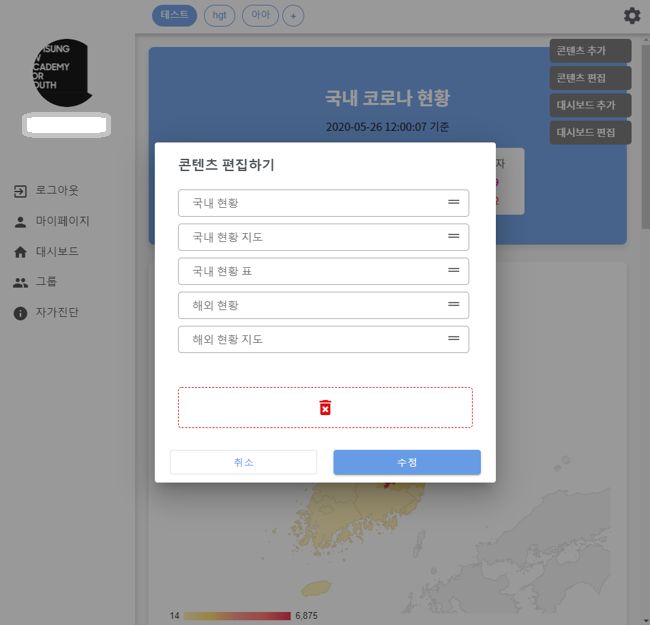 테스트
hgt
아아
+
콘텐츠 추가
콘텐츠 편집
대시보드 추가
대시보드 편집
로그아웃
마이페이지
대시보드
그룹
자가진단
국내 코로나 현황
2020-05-26 12:00:07 기준
자
콘텐츠 편집하기
국내 현황
국내 현황 지도
국내 현황 표
해외 현황
해외 현황 지도
취소
수정
14
6,875